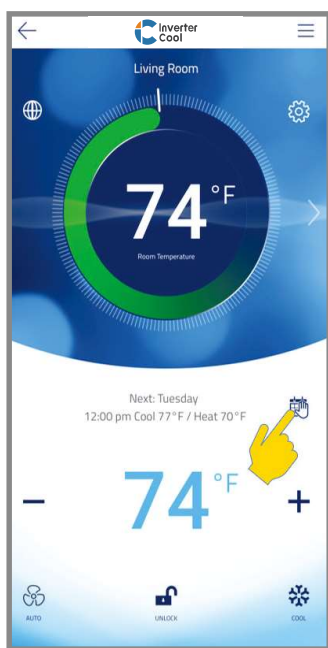 Inverter
Cool
Living Room
74°F
Room Temperature
Next: Tuesday
12:00 pm Cool 77°F / Heat 70°F
74°F
AUTO
UNLOCK
COOL